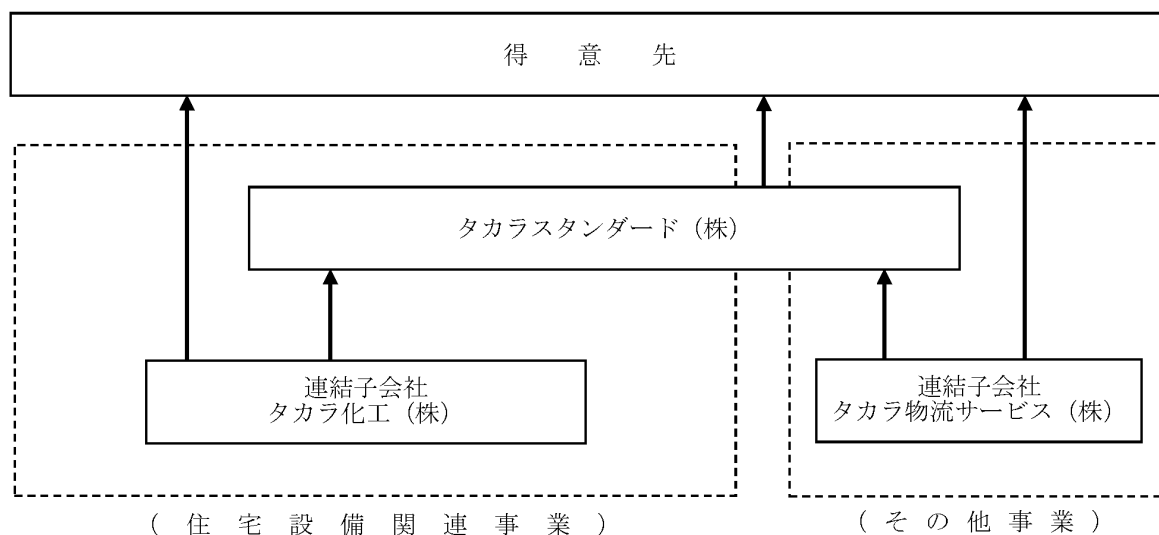 得意先
タカラスタンダード（株）
連結子会社
タカラ化工（株）
連結子会社
タカラ物流サービス（株）
（住宅設備関連事業）
（その他事業）